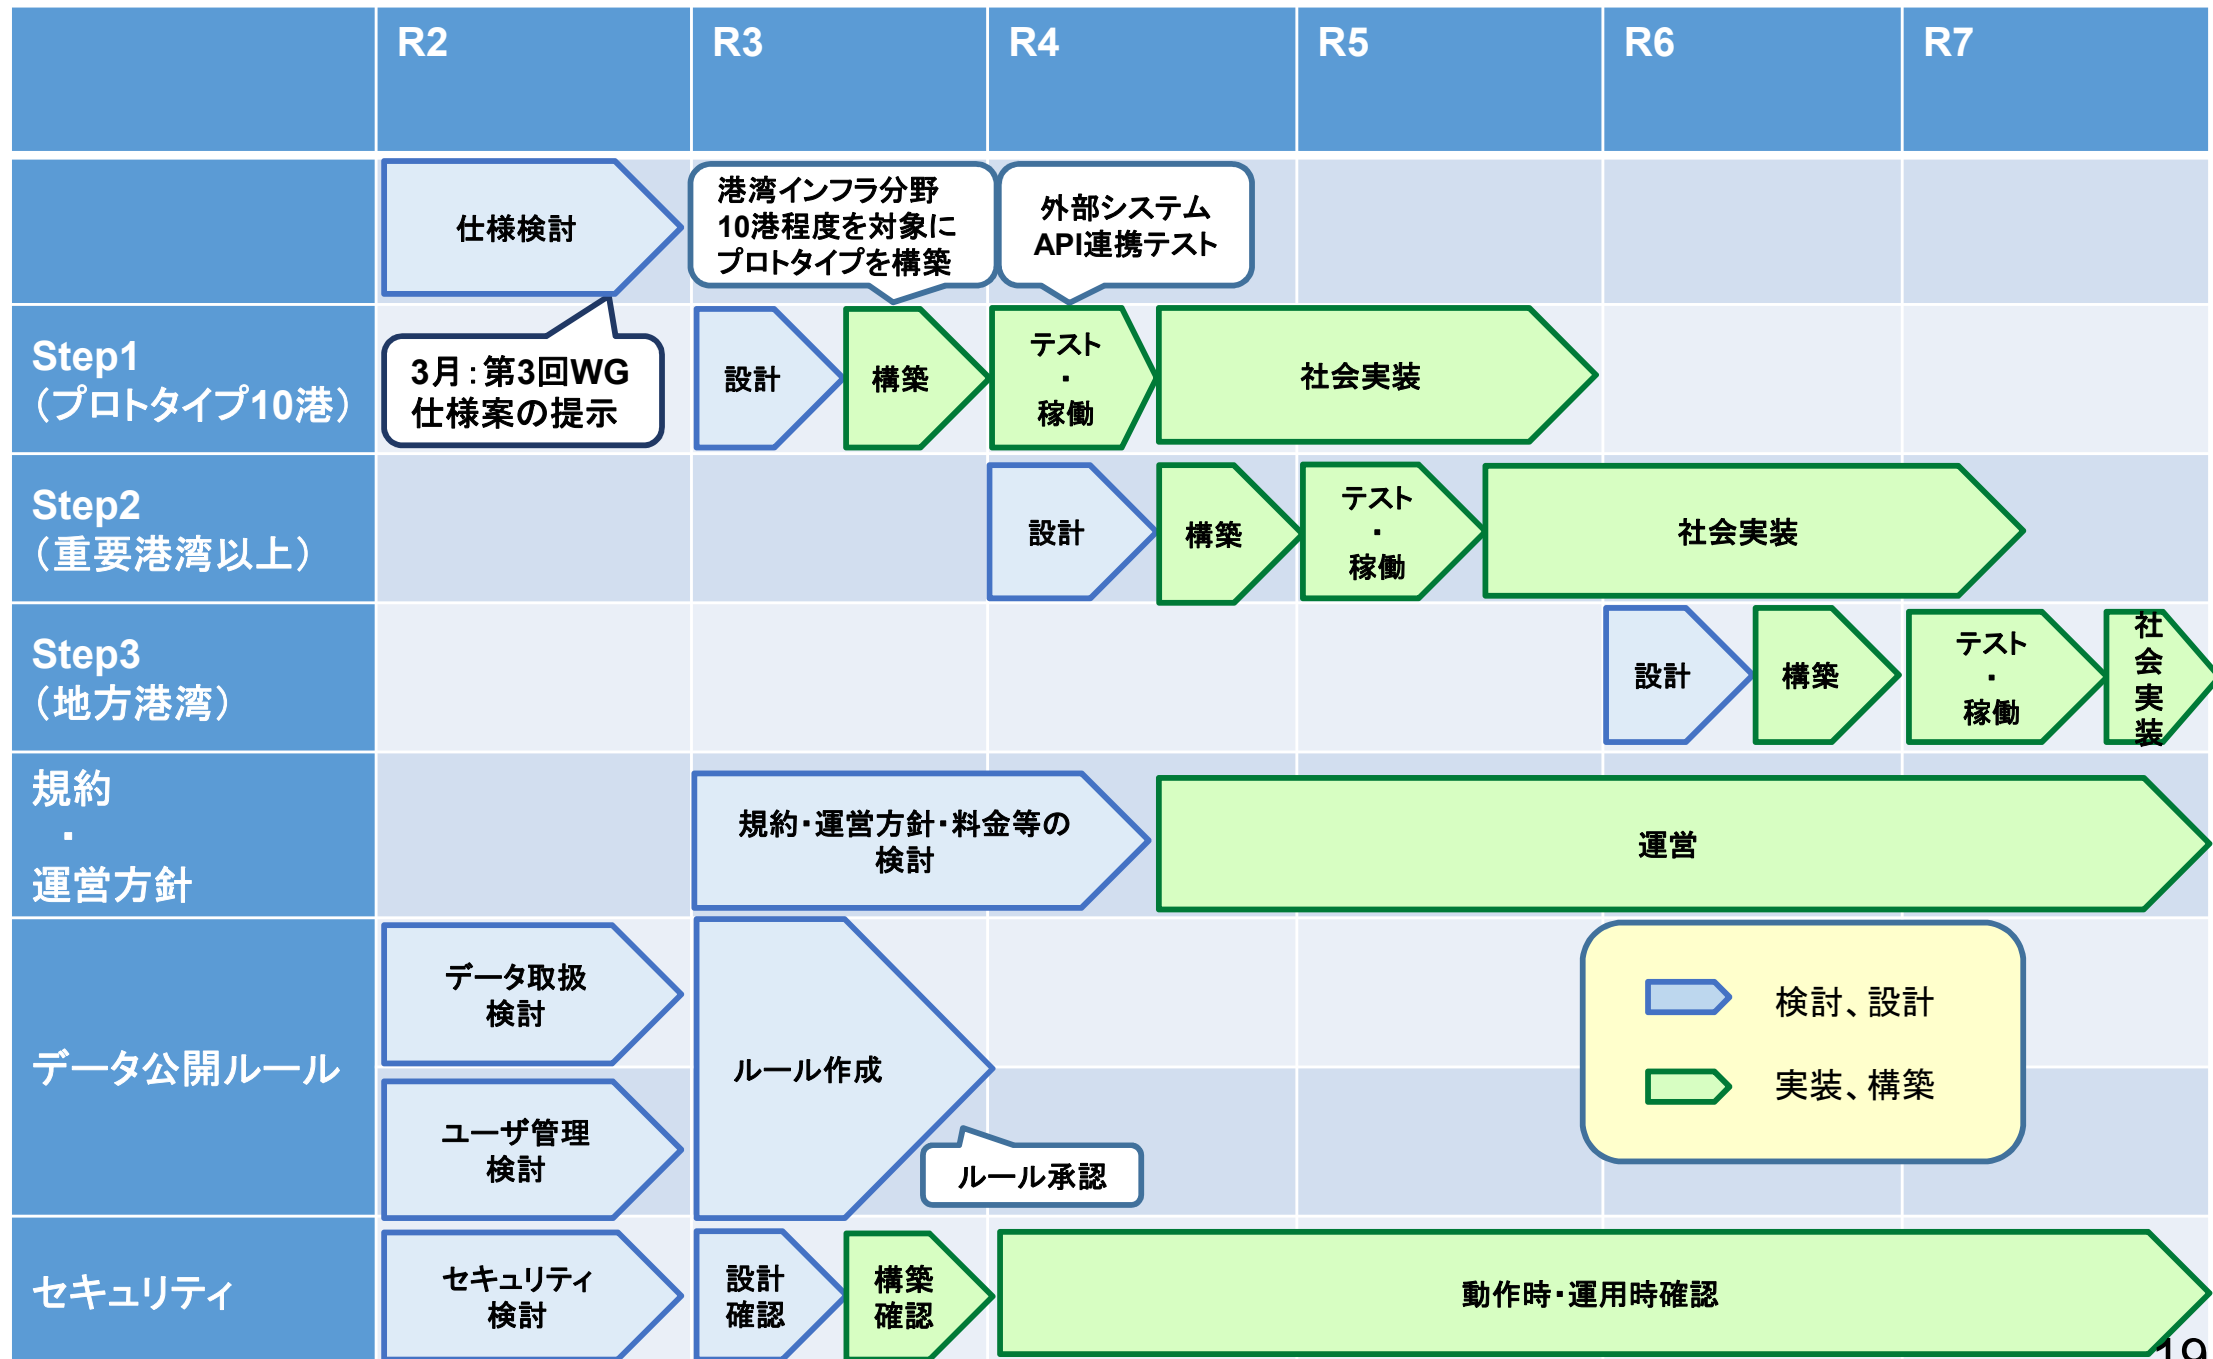 R2
R3
R4
R5
R6
R7
仕様検討
港湾インフラ分野
10港程度を対象に
プロトタイプを構築
外部システム
API連携テスト
Step1
（プロトタイプ10港）
3月：第3回WG
仕様案の提示
設計
構築
テスト
・
稼働
社会実装
Step2
（重要港湾以上）
設計
構築
テスト
・
稼働
社会実装
Step3
（地方港湾）
設計
構築
テスト
・
稼働
社
会
実
装
規約
・
運営方針
規約・運営方針・料金等の
検討
運営
データ公開ルール
データ取扱
検討
ユーザ管理
検討
ルール作成
ルール承認
検討、設計
実装、構築
セキュリティ
セキュリティ
検討
設計
確認
構築
確認
動作時・運用時確認
19